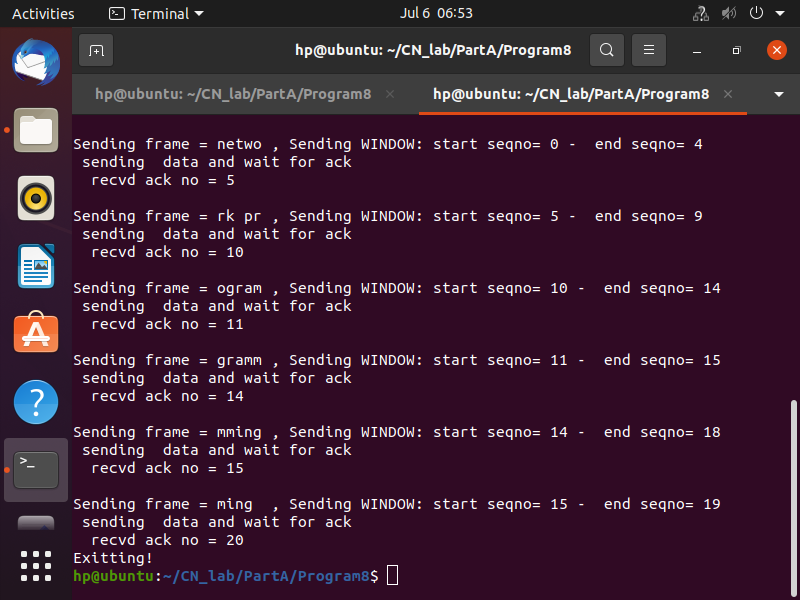 Activities
Terminal
Jul 6 06:53
hp@ubuntu: ~/CN_lab/PartA/Program8
hp@ubuntu: ~/CN_lab/PartA/Program8
hp@ubuntu: ~/CN_lab/PartA/Program8
Sending frame = netwo , Sending WINDOW: start seqno= 0 -  end seqno= 4
 sending  data and wait for ack
  recvd ack no = 5
Sending frame = rk pr , Sending WINDOW: start seqno= 5 -  end seqno= 9
 sending  data and wait for ack
  recvd ack no = 10
Sending frame = ogram , Sending WINDOW: start seqno= 10 -  end seqno= 14
 sending  data and wait for ack
  recvd ack no = 11
Sending frame = gramm , Sending WINDOW: start seqno= 11 -  end seqno= 15
 sending  data and wait for ack
  recvd ack no = 14
Sending frame = mming , Sending WINDOW: start seqno= 14 -  end seqno= 18
 sending  data and wait for ack
  recvd ack no = 15
Sending frame = ming  , Sending WINDOW: start seqno= 15 -  end seqno= 19
 sending  data and wait for ack
  recvd ack no = 20
Exitting!
hp@ubuntu:~/CN_lab/PartA/Program8$